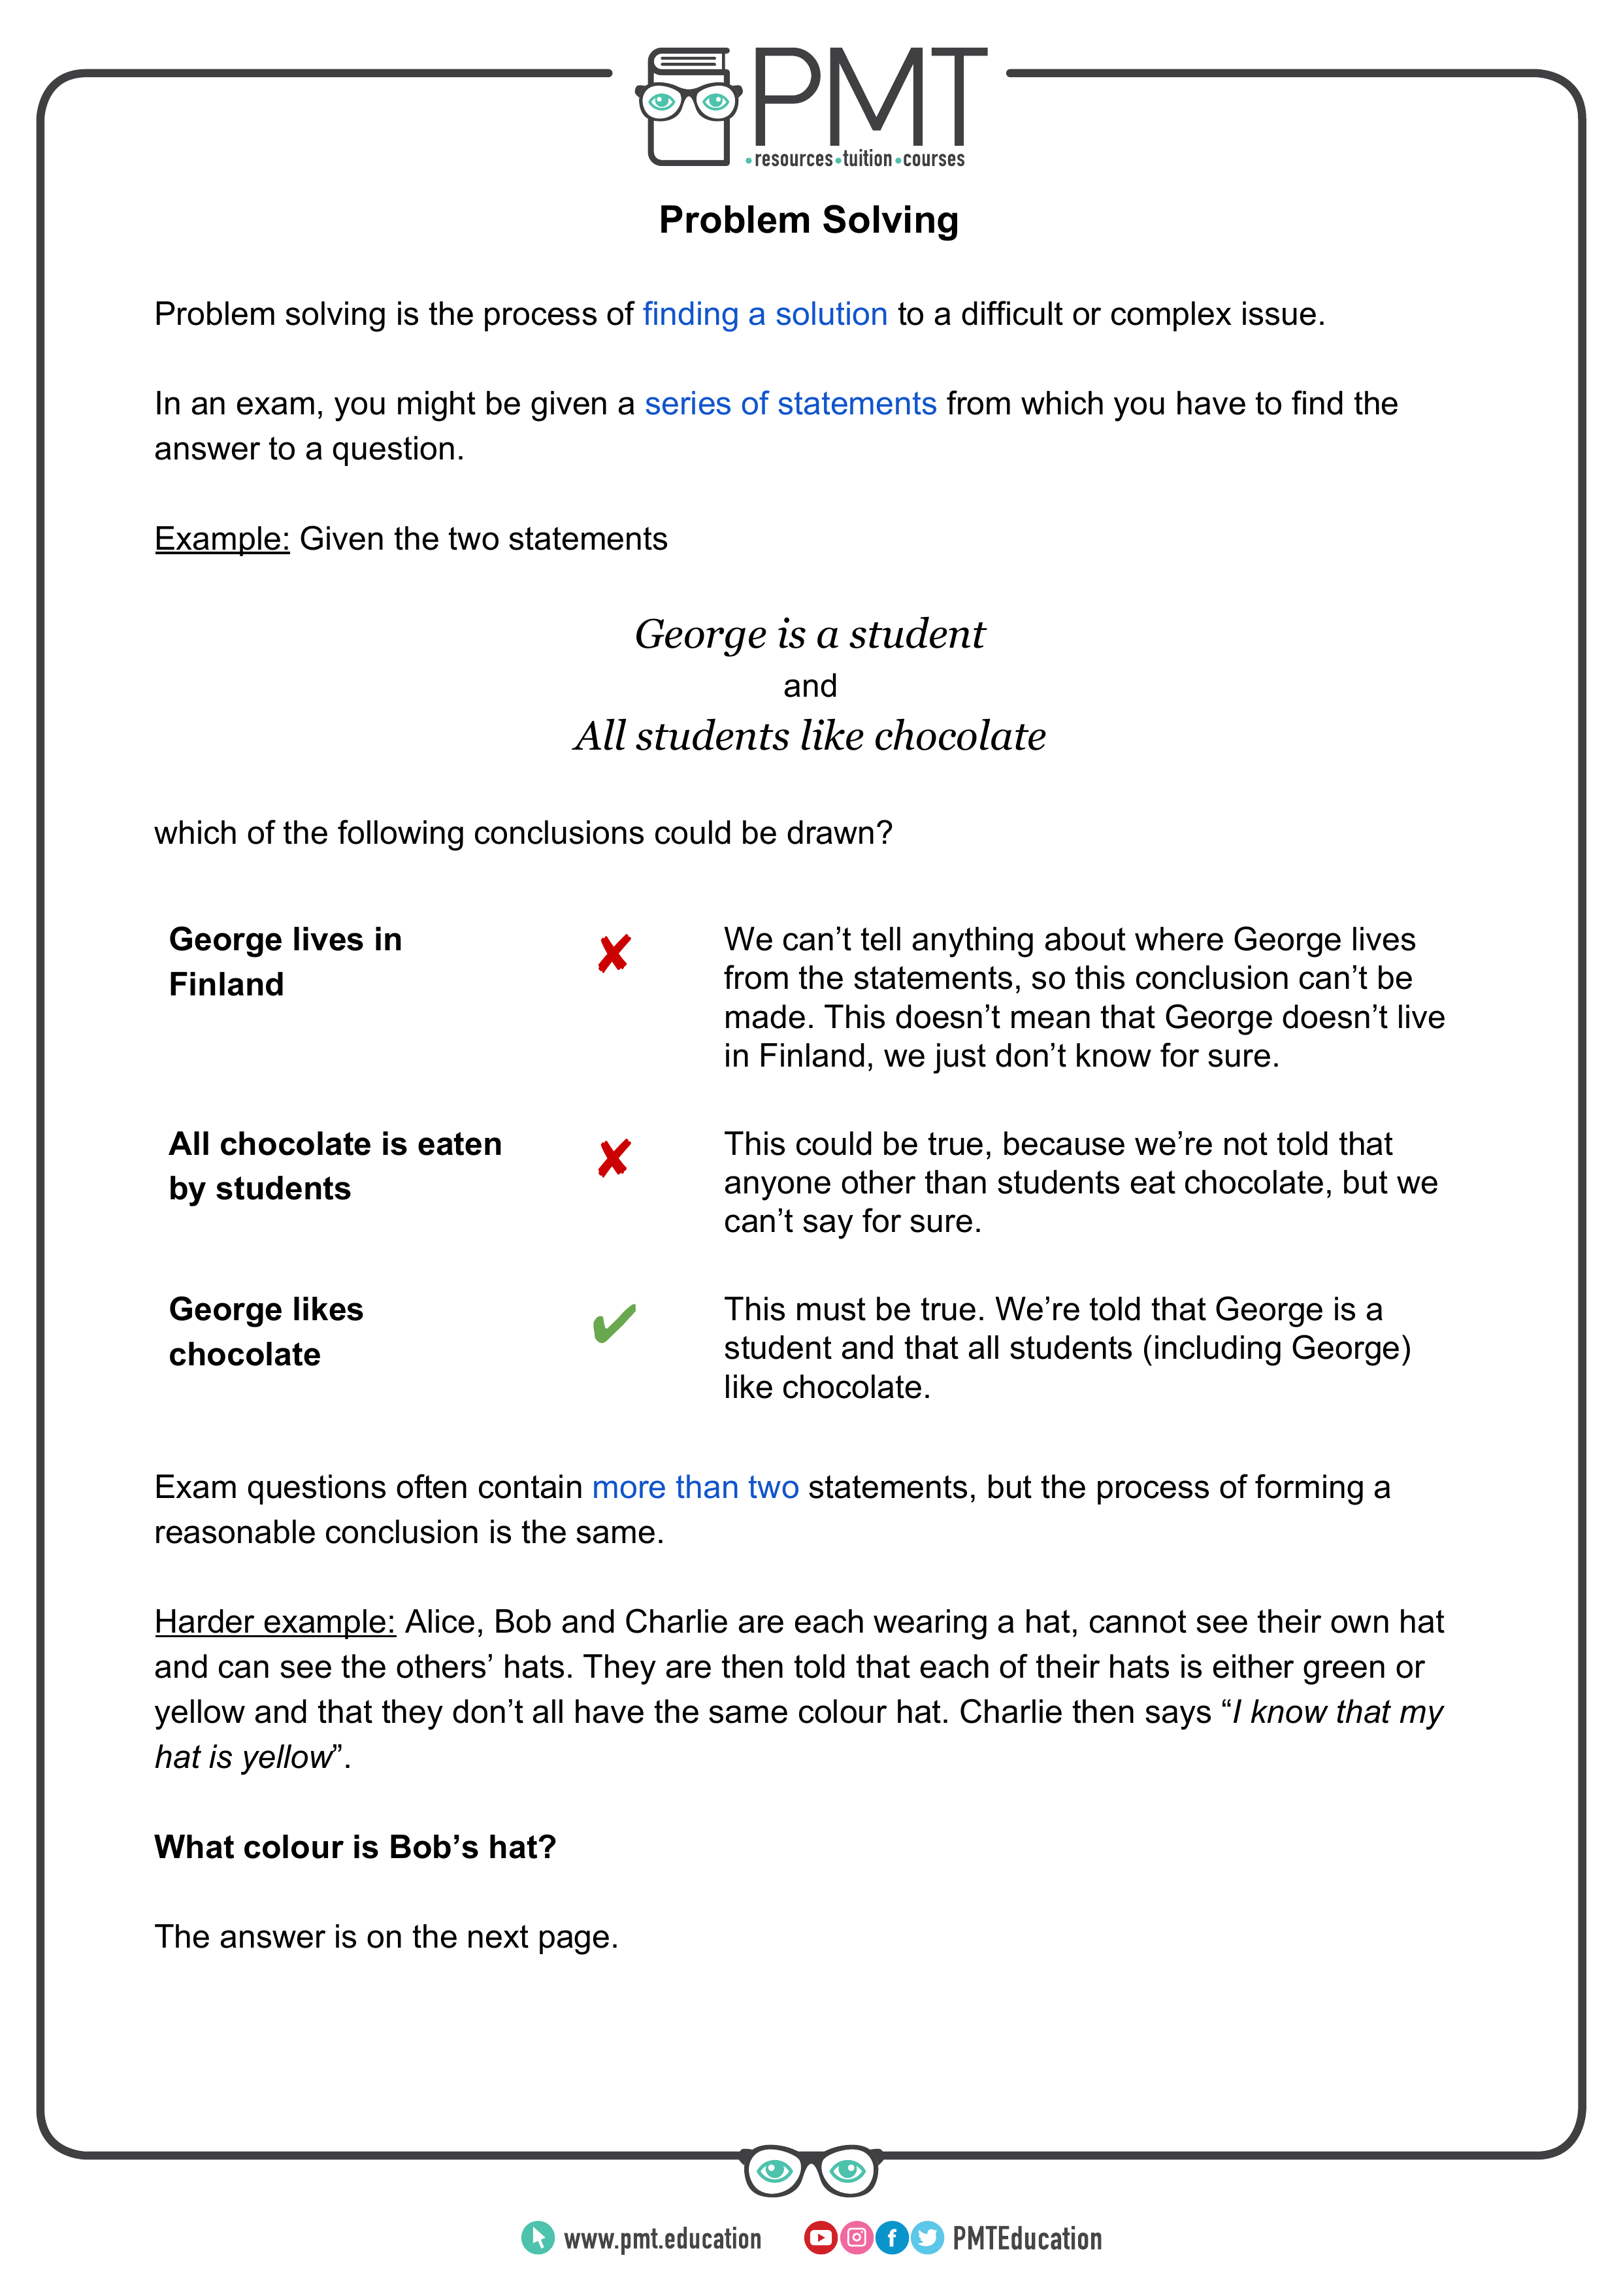 PMT
resources tuition courses
Problem Solving
Problem solving is the process of finding a solution to a difficult or complex issue.
In an exam, you might be given a series of statements from which you have to find the
answer to a question.
Example: Given the two statements
George is a student
and
All students like chocolate
which of the following conclusions could be drawn?
George lives in
Finland
✘
We can’t tell anything about where George lives
from the statements, so this conclusion can’t be
made. This doesn’t mean that George doesn’t live
in Finland, we just don’t know for sure.
All chocolate is eaten
by students
✘
This could be true, because we’re not told that
anyone other than students eat chocolate, but we
can’t say for sure.
George likes
chocolate
✔
This must be true. We’re told that George is a
student and that all students (including George)
like chocolate.
Exam questions often contain more than two statements, but the process of forming a
reasonable conclusion is the same.
Harder example: Alice, Bob and Charlie are each wearing a hat, cannot see their own hat
and can see the others’ hats. They are then told that each of their hats is either green or
yellow and that they don’t all have the same colour hat. Charlie then says “I know that my
hat is yellow”.
What colour is Bob’s hat?
The answer is on the next page.
www.pmt.education PMTEducation